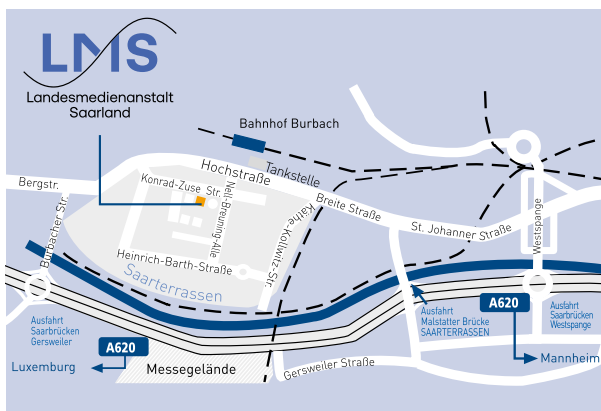 LMS
Landesmedienanstalt
Saarland
Bahnhof Burbach
Hochstraße
Tankstelle
Bergstr.
Konrad-Zuse Str.
Nell-Breuning-Alle
Käthe-Kollwitz-Str.
Breite Straße
St. Johanner Straße
Westspange
Burbacher Str.
Heinrich-Barth-Straße
Saarterrassen
Ausfahrt
Saarbrücken
Gersweiler
A620
Luxemburg
Messegelände
Gersweiler Straße
Ausfahrt
Malstatter Brücke
SAARTERRASSEN
A620
Ausfahrt
Saarbrücken
Westspange
Mannheim